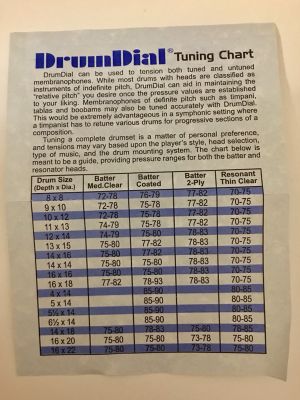 DrumDial® Tuning Chart
DrumDial can be used to tension both tuned and untuned
membranophones. While most drums with heads are classified as
instruments of indefinite pitch, DrumDial can aid in maintaining the
"relative pitch" you desire once the pressure values are established
to your liking. Membranophones of definite pitch such as timpani,
tablas and boobams may also be tuned accurately with DrumDial.
This would be extremely advantageous in a symphonic setting where
a timpanist has to retune various drums for progressive sections of a
composition.
Tuning a complete drumset is a matter of personal preference,
and tensions may vary based upon the player's style, head selection,
type of music, and the drum mounting system. The chart below is
meant to be a guide, providing pressure ranges for both the batter and
resonator heads.
Drum Size Batter Batter Batter Resonant
(Depth x Dia.) Med.Clear Coated 2-Ply Thin Clear
8 x 8 72-78 76-79 77-82 70-75
9 x 10 72-78 75-78 77-82 70-75
10 x 12 72-78 75-78 77-82 70-75
11 x 13 74-79 75-78 77-82 70-75
12 x 14 74-79 75-80 78-83 70-75
13 x 15 75-80 77-82 78-83 70-75
14 x 16 75-80 77-82 78-83 70-75
14 x 14 75-80 77-82 78-83 70-75
16 x 16 75-80 77-82 78-83 70-75
16 x 18 77-82 78-93 78-83 70-75
4 x 14 85-90 80-85
5 x 14 85-90 80-85
5½ x 14 85-90 80-85
6½ x 14 85-90 80-85
14 x 18 75-80 78-83 75-80
16 x 20 75-80 75-80 73-78 75-80
16 x 22 75-80 75-80 73-78 75-80